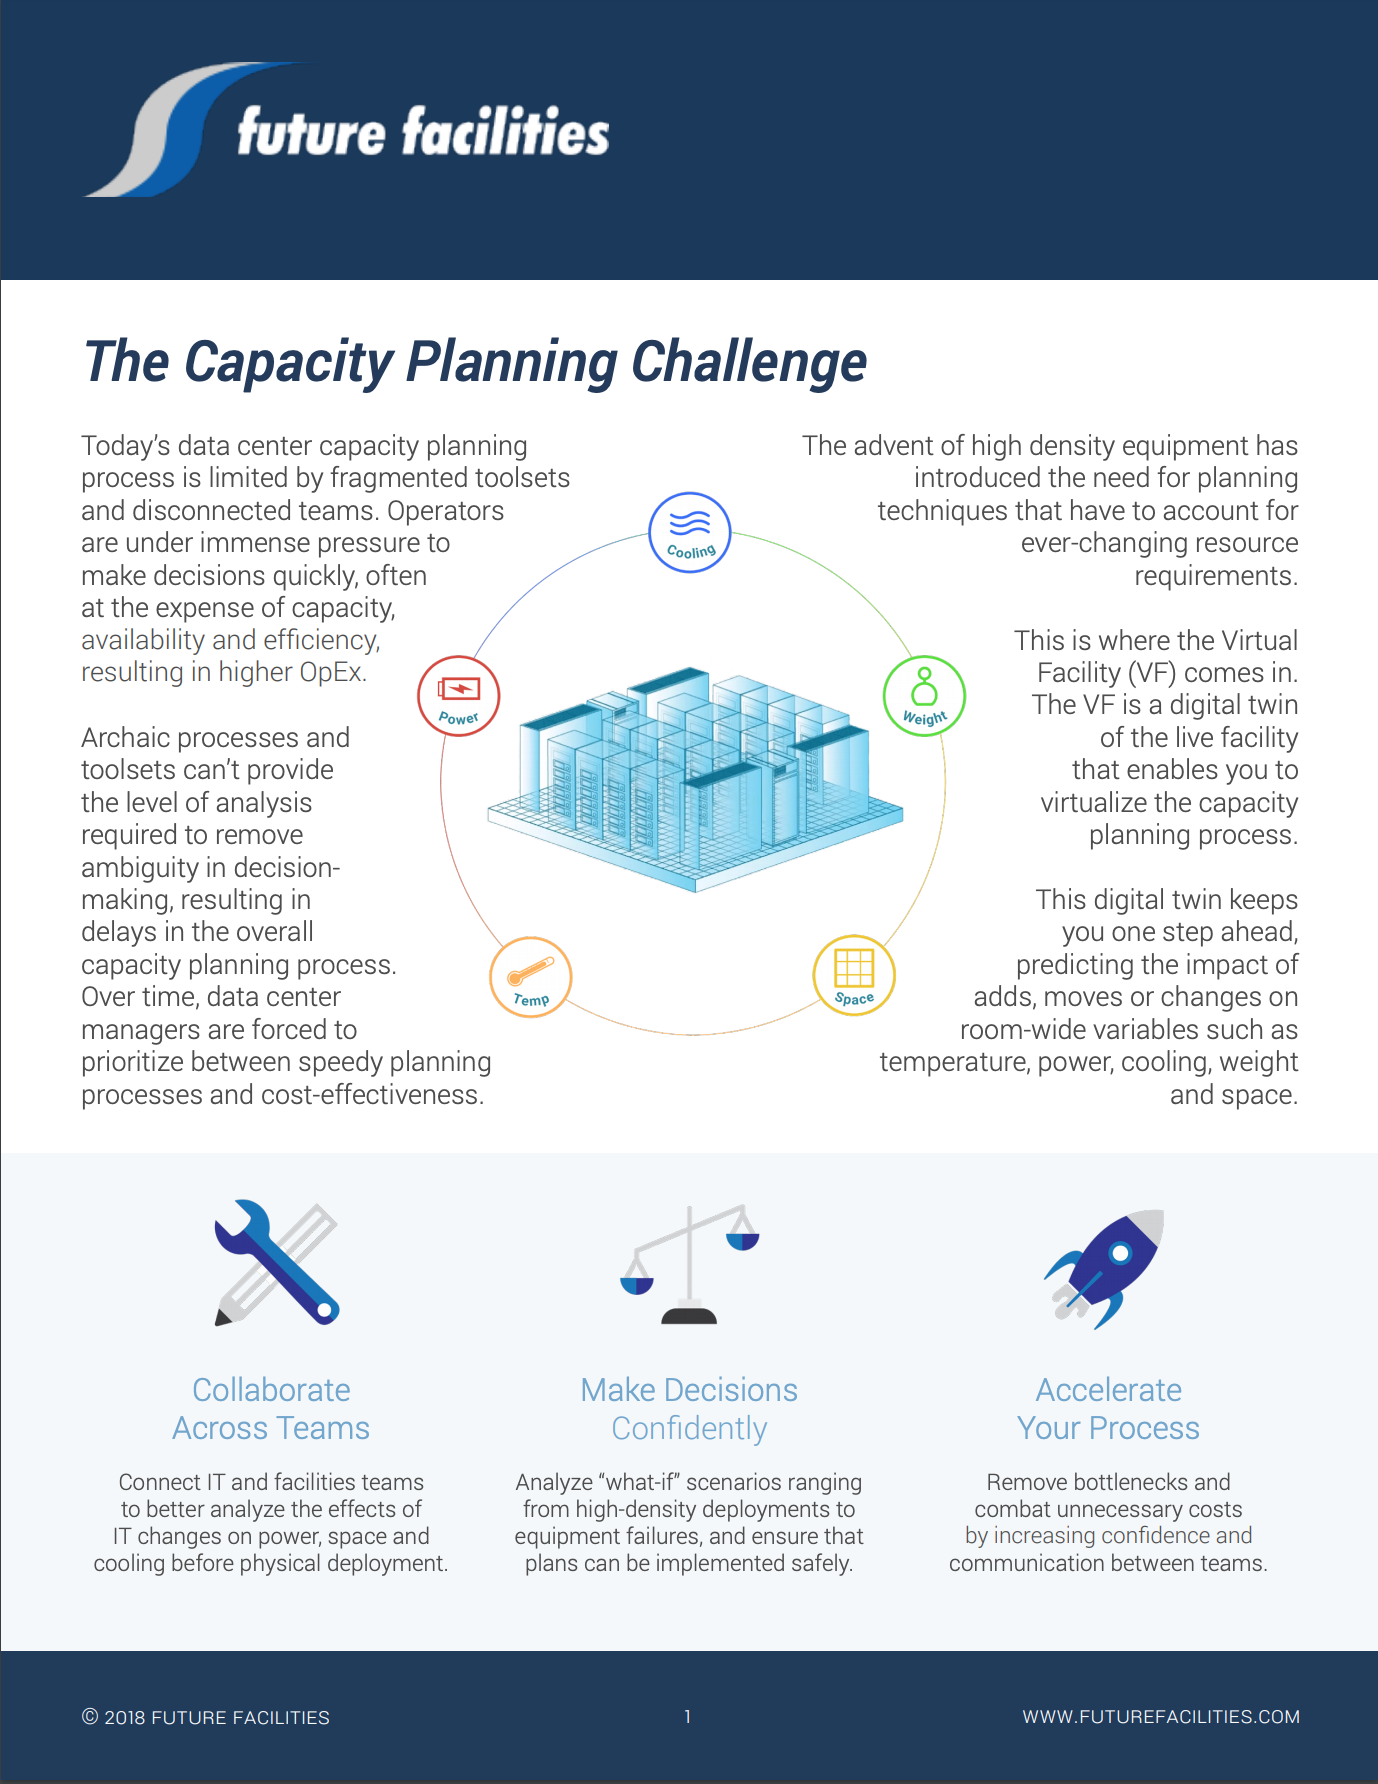 future facilities
The Capacity Planning Challenge
Today’s data center capacity planning
process is limited by fragmented toolsets
and disconnected teams. Operators
are under immense pressure to
make decisions quickly, often
at the expense of capacity,
availability and efficiency,
resulting in higher OpEx.
Archaic processes and
toolsets can’t provide
the level of analysis
required to remove
ambiguity in decision-
making, resulting in
delays in the overall
capacity planning process.
Over time, data center
managers are forced to
prioritize between speedy planning
processes and cost-effectiveness.
Cooling
Power
Weight
Temp
Space
The advent of high density equipment has
introduced the need for planning
techniques that have to account for
ever-changing resource
requirements.
This is where the Virtual
Facility (VF) comes in.
The VF is a digital twin
of the live facility
that enables you to
virtualize the capacity
planning process.
This digital twin keeps
you one step ahead,
predicting the impact of
adds, moves or changes on
room-wide variables such as
temperature, power, cooling, weight
and space.
Collaborate
Across Teams
Connect IT and facilities teams
to better analyze the effects of
IT changes on power, space and
cooling before physical deployment.
Make Decisions
Confidently
Analyze “what-if” scenarios ranging
from high-density deployments to
equipment failures, and ensure that
plans can be implemented safely.
Accelerate
Your Process
Remove bottlenecks and
combat unnecessary costs
by increasing confidence and
communication between teams.
© 2018 FUTURE FACILITIES
1
WWW.FUTUREFACILITIES.COM